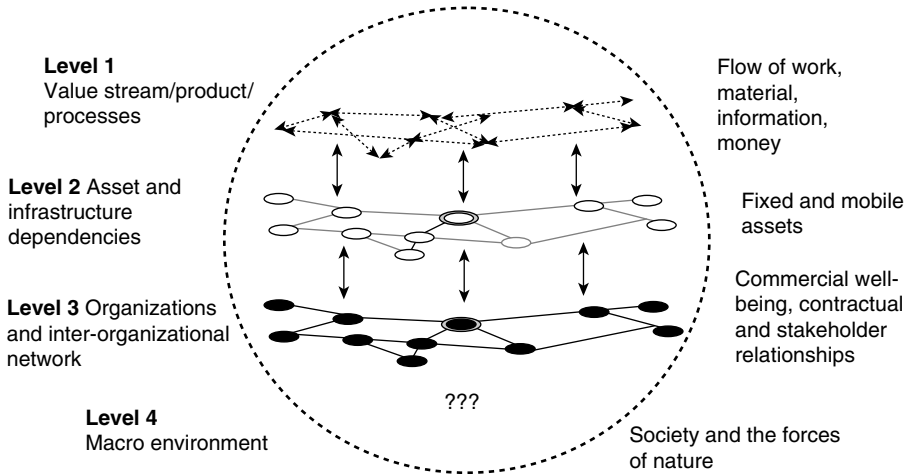 Level 1
Value stream/product/
processes
Flow of work,
material,
information,
money
Level 2 Asset and
infrastructure
dependencies
Fixed and mobile
assets
Level 3 Organizations
and inter-organizational
network
Commercial well-
being, contractual
and stakeholder
relationships
???
Level 4
Macro environment
Society and the forces
of nature